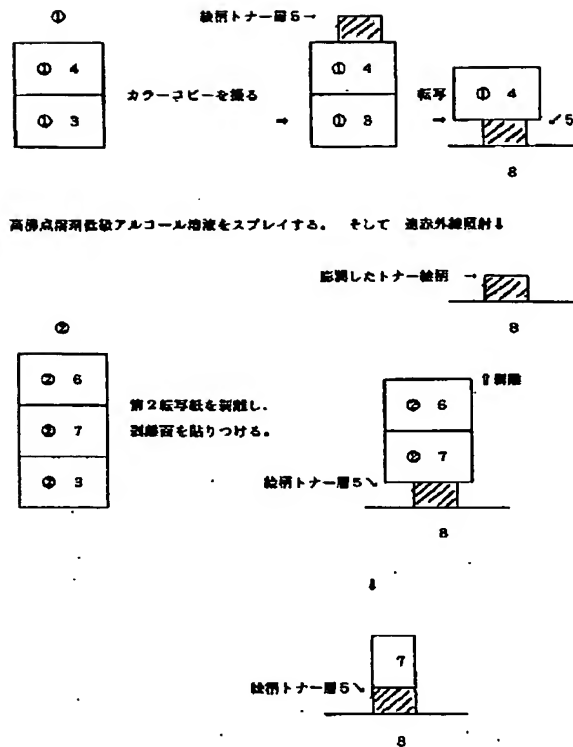 ①
絵柄トナー層5→
① 4
① 3
カラーコピーを撮る
→
① 4
① 3
転写
→
① 4
↙5
8
高沸点溶剤低級アルコール溶液をスプレイする。 そして 遠赤外線照射↓
膨潤したトナー絵柄 →
8
②
② 6
② 7
② 3
第2転写紙を剥離し、
剥離面を貼りつける。
⇧剥離
② 6
② 7
絵柄トナー層5↘
8
↓
7
絵柄トナー層5↘
8